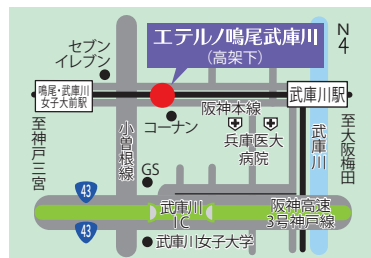 エテルノ鳴尾武庫川
(高架下)
N
4
セブン
イレブン
鳴尾・武庫川
女子大前駅
武庫川駅
阪神本線
コーナン
兵庫医大
病院
武庫川
至大阪梅田
至神戸三宮
小曽根線
GS
43
43
武庫川
IC
阪神高速
3号神戸線
武庫川女子大学